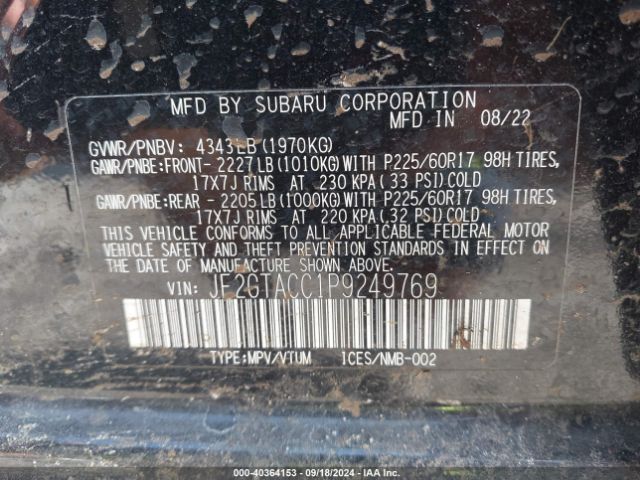 MFD BY SUBARU CORPORATION
MFD IN 08/22
GVWR/PNBV: 4343LB (1970KG)
GAWR/PNBE:FRONT- 2227LB(1010KG)WITH P225/60R17 98H TIRES,
17X7J RIMS AT 230 KPA(33 PSI)COLD
GAWR/PNBE:REAR - 2205LB(1000KG)WITH P225/60R17 98H TIRES,
17X7J RIMS AT 220 KPA(32 PSI)COLD
THIS VEHICLE CONFORMS TO ALL APPLICABLE FEDERAL MOTOR
VEHICLE SAFETY AND THEFT PREVENTION STANDARDS IN EFFECT ON
THE DATE OF MANUFACTURE SHOWN ABOVE.
VIN: JF2GTACC1P9249769
TYPE:MPV/VTUM ICES/NMB-002
000-40364153 - 09/18/2024 - IAA Inc.